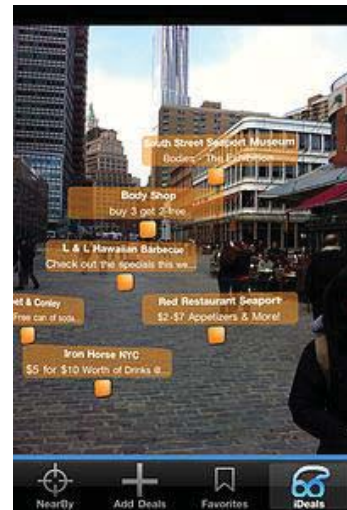 South Street Seaport Museum
Bodies - The Exhibition
Body Shop
buy 3 get 2 free
L & L Hawaiian Barbecue
Check out the specials this we...
et & Conley
Free can of soda
Red Restaurant Seaport
$2-$7 Appetizers & More!
Iron Horse NYC
$5 for $10 Worth of Drinks @...
NearBy
Add Deals
Favorites
iDeals